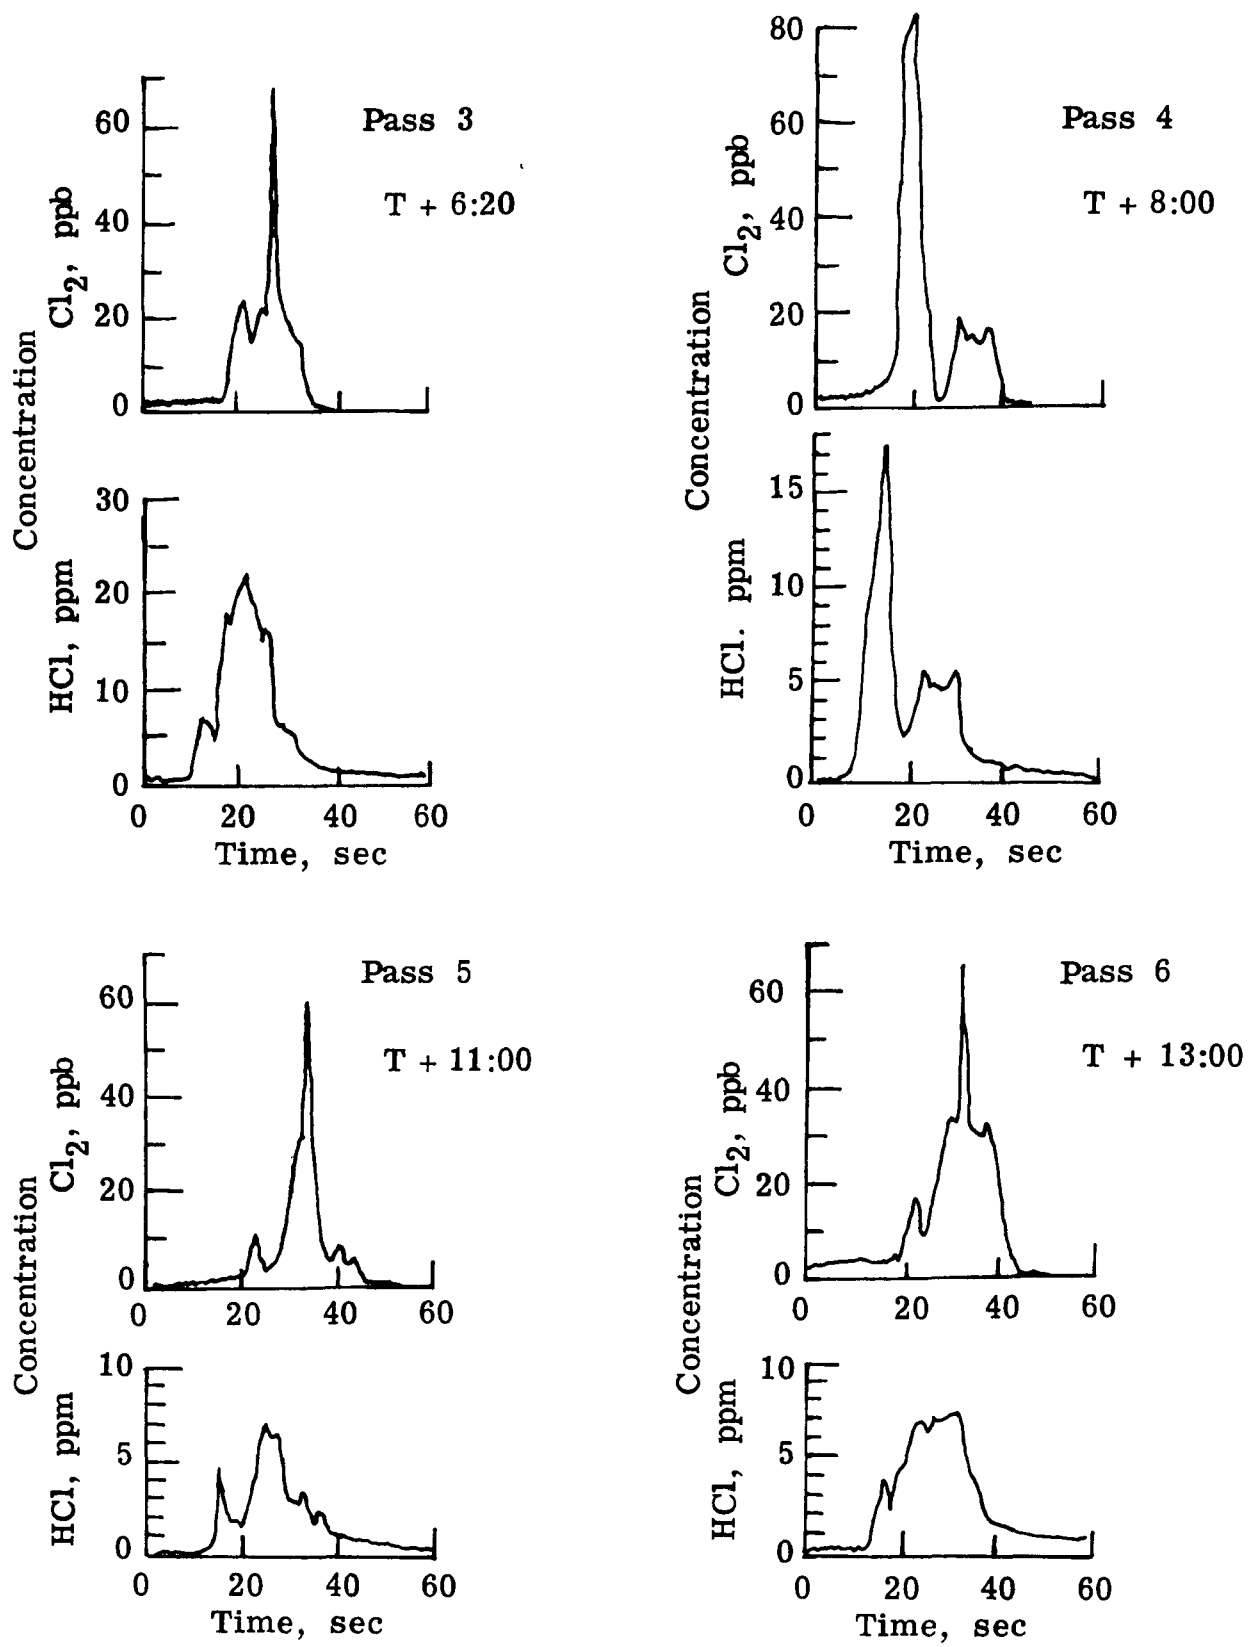 Pass 3
T + 6:20
Concentration
Cl2, ppb
60
40
20
0
HCl, ppm
30
20
10
0
0 20 40 60
Time, sec
Pass 4
T + 8:00
Concentration
Cl2, ppb
80
60
40
20
0
HCl. ppm
15
10
5
0
0 20 40 60
Time, sec
Pass 5
T + 11:00
Concentration
Cl2, ppb
60
40
20
0
0 20 40 60
HCl, ppm
10
5
0
0 20 40 60
Time, sec
Pass 6
T + 13:00
Concentration
Cl2, ppb
60
40
20
0
0 20 40 60
HCl, ppm
10
5
0
0 20 40 60
Time, sec